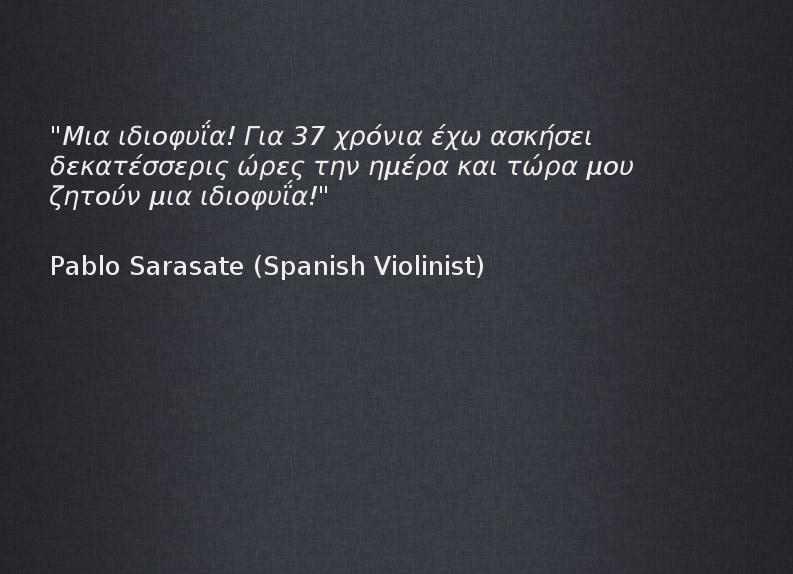 "Μια ιδιοφυΐα! Για 37 χρόνια έχω ασκήσει
δεκατέσσερις ώρες την ημέρα και τώρα μου
ζητούν μια ιδιοφυΐα!"
Pablo Sarasate (Spanish Violinist)